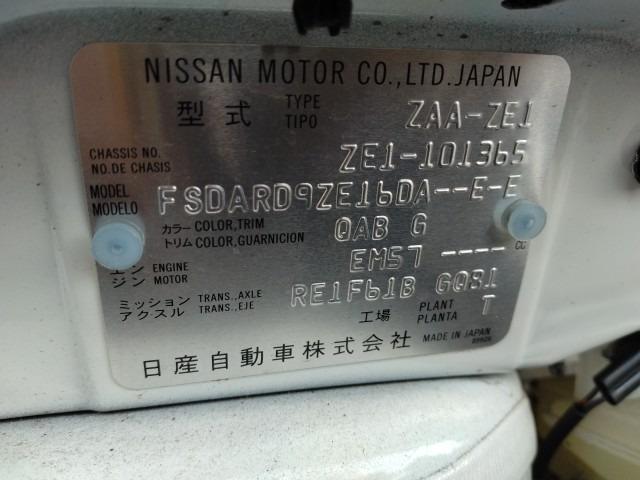 NISSAN MOTOR CO.,LTD.JAPAN
型式 TYPE TIPO ZAA-ZE1
CHASSIS NO. NO.DE CHASIS ZE1-101365
MODEL MODELO FSDARD9ZE16DA--E-E
カラー COLOR,TRIM トリム COLOR,GUARNICION QAB G
エンジン ENGINE MOTOR EM57 ---- CC
ミッション アクスル TRANS.,AXLE TRANS.,EJE RE1F61B GQ81
工場 PLANT PLANTA T
日産自動車株式会社 MADE IN JAPAN